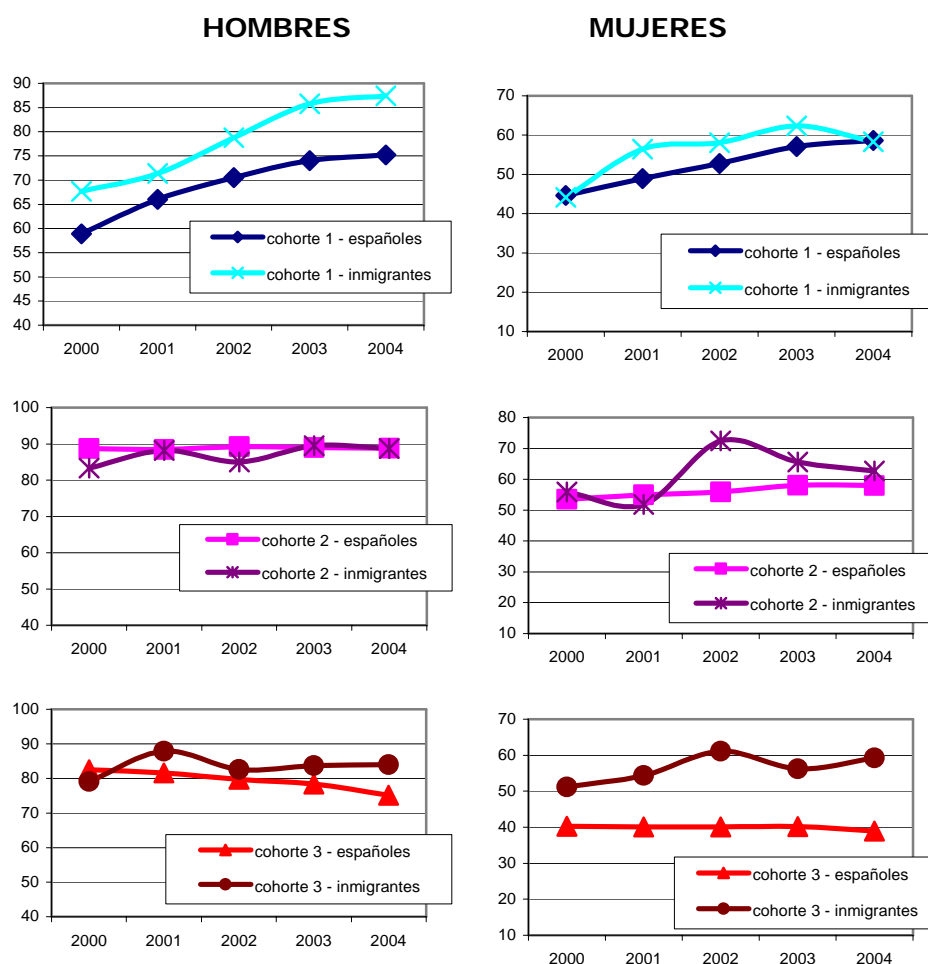 HOMBRES
MUJERES
90
85
80
75
70
65
60
55
50
45
40
cohorte 1 - españoles
cohorte 1 - inmigrantes
2000 2001 2002 2003 2004
70
60
50
40
30
20
10
cohorte 1 - españoles
cohorte 1 - inmigrantes
2000 2001 2002 2003 2004
100
90
80
70
60
50
40
cohorte 2 - españoles
cohorte 2 - inmigrantes
2000 2001 2002 2003 2004
80
70
60
50
40
30
20
10
cohorte 2 - españoles
cohorte 2 - inmigrantes
2000 2001 2002 2003 2004
100
90
80
70
60
50
40
cohorte 3 - españoles
cohorte 3 - inmigrantes
2000 2001 2002 2003 2004
70
60
50
40
30
20
10
cohorte 3 - españoles
cohorte 3 - inmigrantes
2000 2001 2002 2003 2004